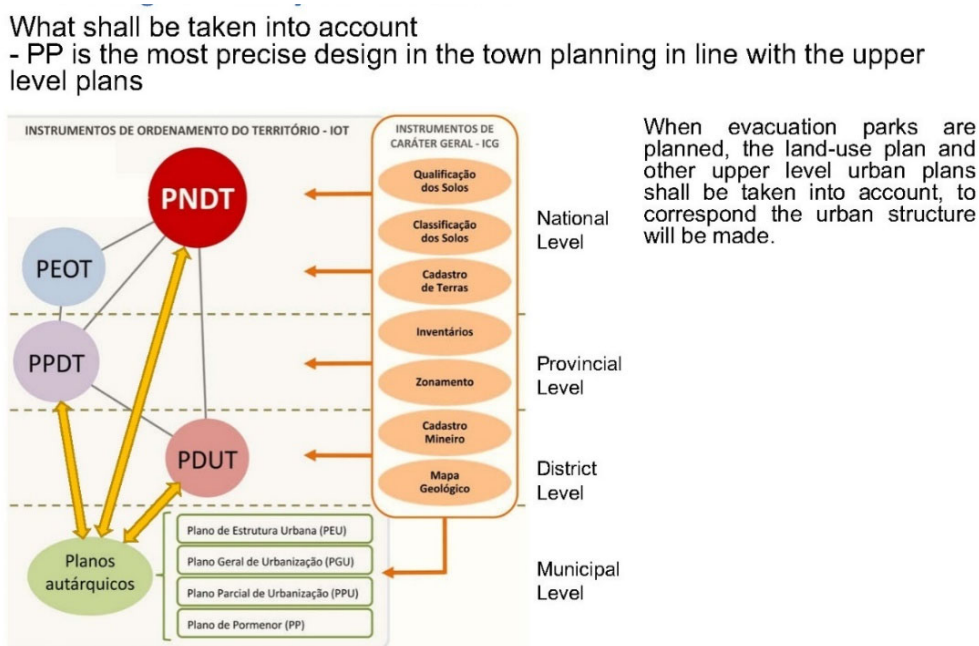 What shall be taken into account
- PP is the most precise design in the town planning in line with the upper
level plans
INSTRUMENTOS DE ORDENAMENTO DO TERRITÓRIO - IOT
INSTRUMENTOS DE
CARÁTER GERAL - ICG
PNDT
PEOT
PPDT
PDUT
Planos
autárquicos
Qualificação
dos Solos
Classificação
dos Solos
Cadastro
de Terras
Inventários
Zonamento
Cadastro
Mineiro
Mapa
Geológico
Plano de Estrutura Urbana (PEU)
Plano Geral de Urbanização (PGU)
Plano Parcial de Urbanização (PPU)
Plano de Pormenor (PP)
National
Level
Provincial
Level
District
Level
Municipal
Level
When evacuation parks are
planned, the land-use plan and
other upper level urban plans
shall be taken into account, to
correspond the urban structure
will be made.